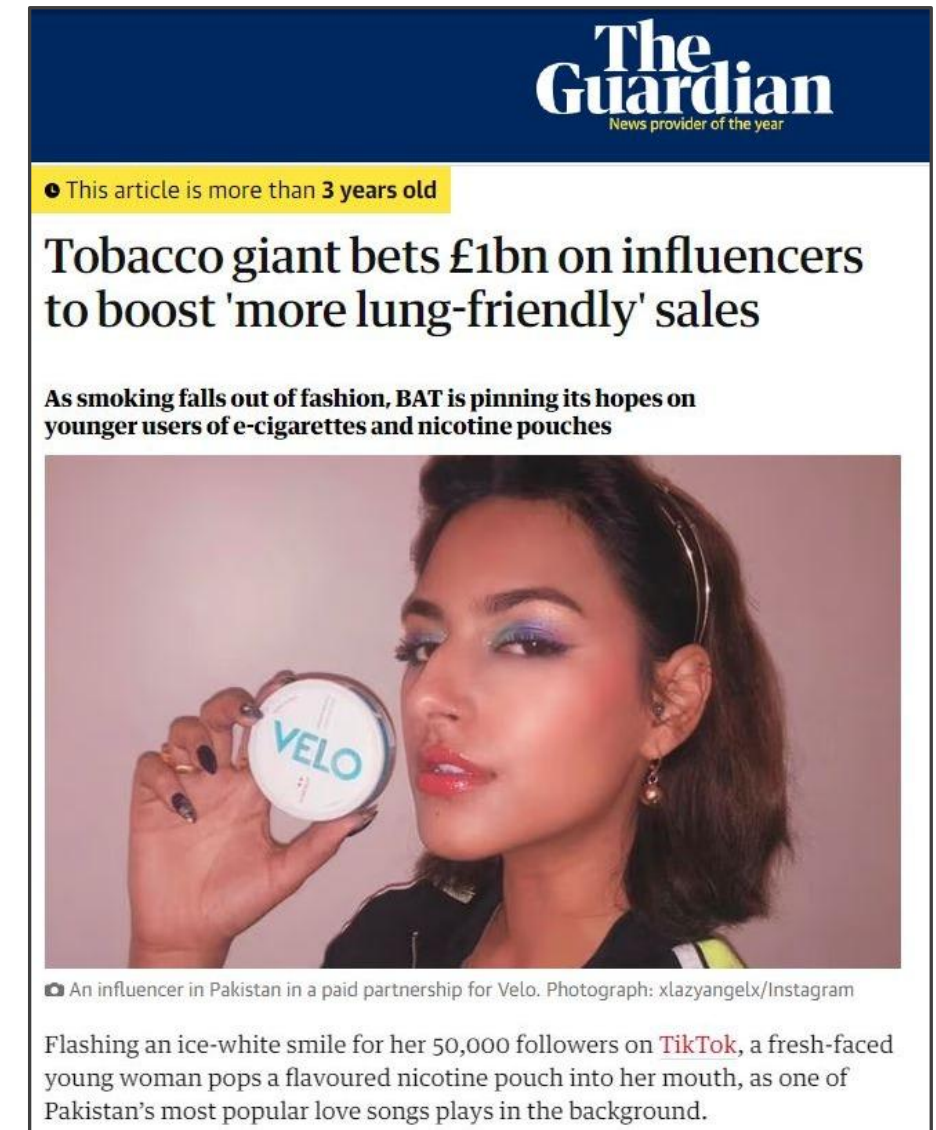 The
Guardian
News provider of the year
This article is more than 3 years old
Tobacco giant bets £1bn on influencers
to boost 'more lung-friendly' sales
As smoking falls out of fashion, BAT is pinning its hopes on
younger users of e-cigarettes and nicotine pouches
VELO
An influencer in Pakistan in a paid partnership for Velo. Photograph: xlazyangelx/Instagram
Flashing an ice-white smile for her 50,000 followers on TikTok, a fresh-faced
young woman pops a flavoured nicotine pouch into her mouth, as one of
Pakistan's most popular love songs plays in the background.